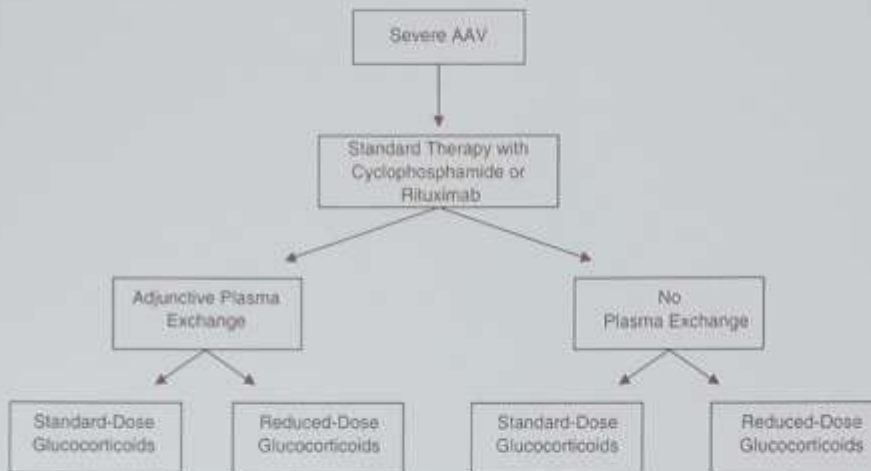 Severe AAV
Standard Therapy with
Cyclophosphamide or
Rituximab
Adjunctive Plasma
Exchange
No
Plasma Exchange
Standard-Dose
Glucocorticoids
Reduced-Dose
Glucocorticoids
Standard-Dose
Glucocorticoids
Reduced-Dose
Glucocorticoids